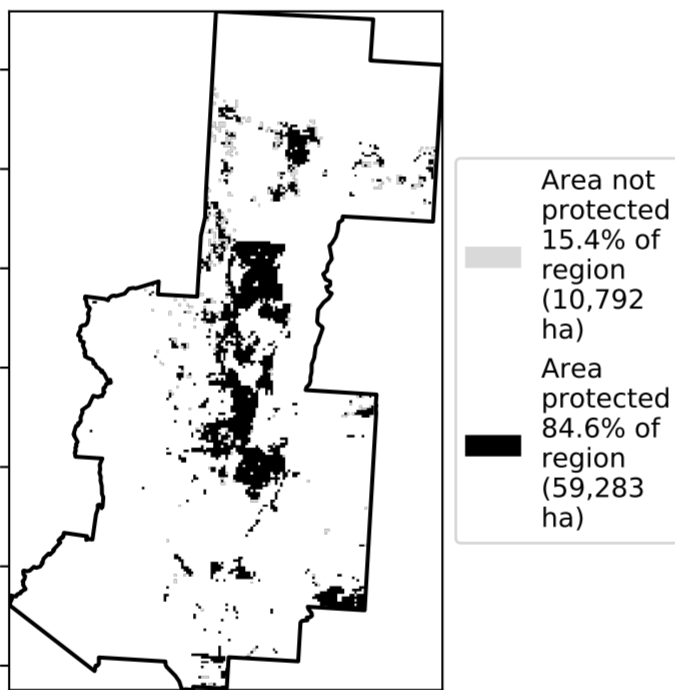 Area not
protected
15.4% of
region
(10,792
ha)
Area
protected
84.6% of
region
(59,283
ha)